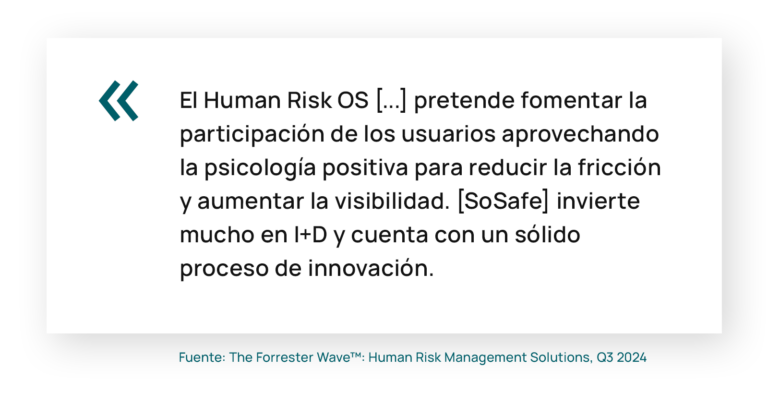 «
El Human Risk OS [...] pretende fomentar la
participación de los usuarios aprovechando
la psicología positiva para reducir la fricción
y aumentar la visibilidad. [SoSafe] invierte
mucho en I+D y cuenta con un sólido
proceso de innovación.
Fuente: The Forrester Wave™: Human Risk Management Solutions, Q3 2024